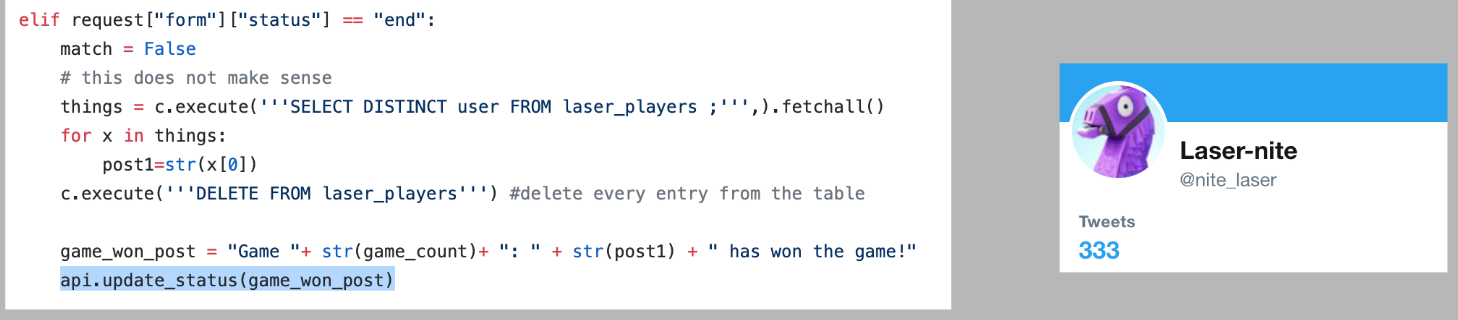 elif request["form"]["status"] == "end":
    match = False
    # this does not make sense
    things = c.execute('''SELECT DISTINCT user FROM laser_players ;''',).fetchall()
    for x in things:
        post1=str(x[0])
    c.execute('''DELETE FROM laser_players''') #delete every entry from the table
    game_won_post = "Game "+ str(game_count)+ ": " + str(post1) + " has won the game!"
    api.update_status(game_won_post)
Laser-nite
@nite_laser
Tweets
333